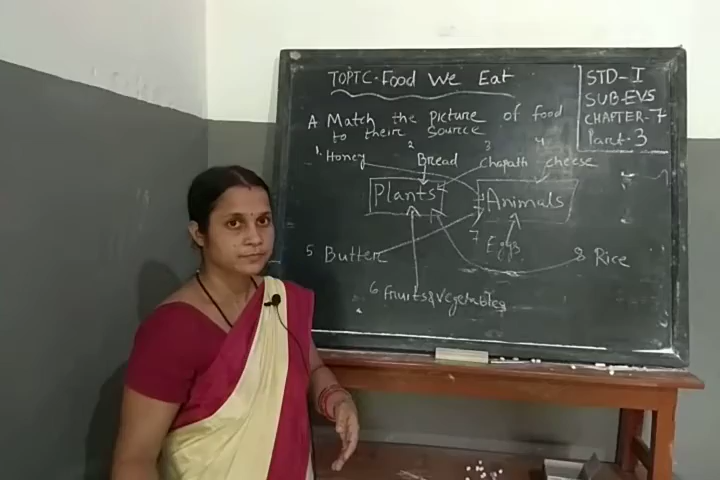 TOPIC-Food We Eat
STD-I
SUB-EVS
CHAPTER-7
Part-3
A. Match the picture of food
to their source
1. Honey 2 Bread 3 Chapati 4 cheese
Plants Animals
5 Butter 7 Eggs 8 Rice
6 Fruits & Vegetables